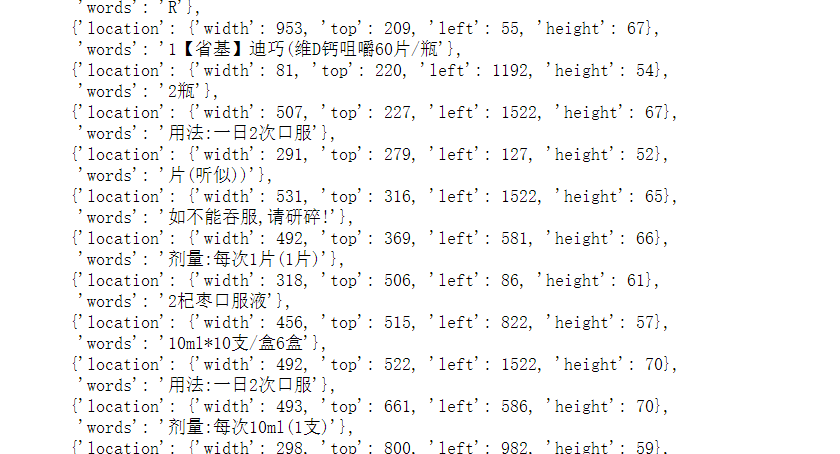 'words': 'R'},
{'location': {'width': 953, 'top': 209, 'left': 55, 'height': 67},
'words': '1【省基】迪巧(维D钙咀嚼60片/瓶'},
{'location': {'width': 81, 'top': 220, 'left': 1192, 'height': 54},
'words': '2瓶'},
{'location': {'width': 507, 'top': 227, 'left': 1522, 'height': 67},
'words': '用法:一日2次口服'},
{'location': {'width': 291, 'top': 279, 'left': 127, 'height': 52},
'words': '片(听似))'},
{'location': {'width': 531, 'top': 316, 'left': 1522, 'height': 65},
'words': '如不能吞服,请研碎!'},
{'location': {'width': 492, 'top': 369, 'left': 581, 'height': 66},
'words': '剂量:每次1片(1片)'},
{'location': {'width': 318, 'top': 506, 'left': 86, 'height': 61},
'words': '2杞枣口服液'},
{'location': {'width': 456, 'top': 515, 'left': 822, 'height': 57},
'words': '10ml*10支/盒6盒'},
{'location': {'width': 492, 'top': 522, 'left': 1522, 'height': 70},
'words': '用法:一日2次口服'},
{'location': {'width': 493, 'top': 661, 'left': 586, 'height': 70},
'words': '剂量:每次10ml(1支)'},
{'location': {'width': 298, 'top': 800, 'left': 982, 'height': 59},